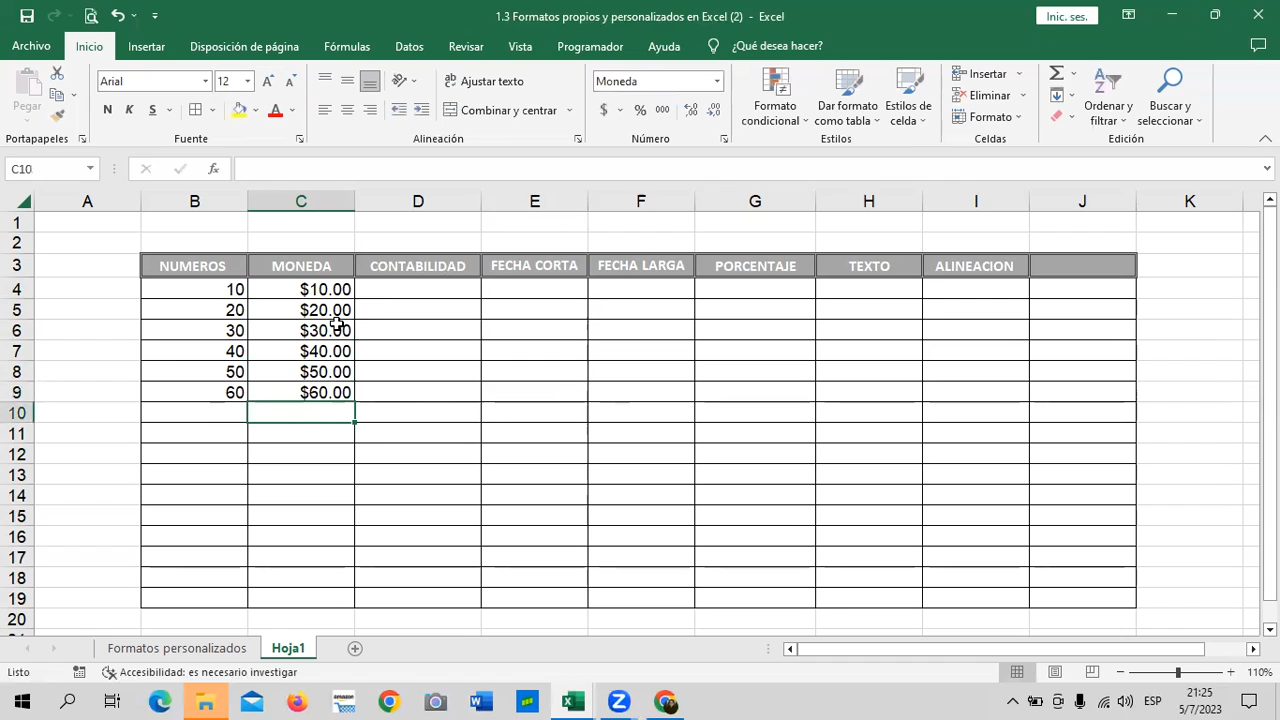 1.3 Formatos propios y personalizados en Excel (2) - Excel
Inic. ses.
Archivo Inicio Insertar Disposición de página Fórmulas Datos Revisar Vista Programador Ayuda ¿Qué desea hacer?
Pegar
Portapapeles
Arial 12
N K S
Fuente
Ajustar texto
Combinar y centrar
Alineación
Moneda
$ % 000
Número
Formato condicional
Dar formato como tabla
Estilos de celda
Estilos
Insertar
Eliminar
Formato
Celdas
Ordenar y filtrar
Buscar y seleccionar
Edición
C10
A B C D E F G H I J K
1
2
3 NUMEROS MONEDA CONTABILIDAD FECHA CORTA FECHA LARGA PORCENTAJE TEXTO ALINEACION
4 10 $10.00
5 20 $20.00
6 30 $30.00
7 40 $40.00
8 50 $50.00
9 60 $60.00
10
11
12
13
14
15
16
17
18
19
20
Formatos personalizados Hoja1
Listo Accesibilidad: es necesario investigar 110%
ESP 21:25
5/7/2023